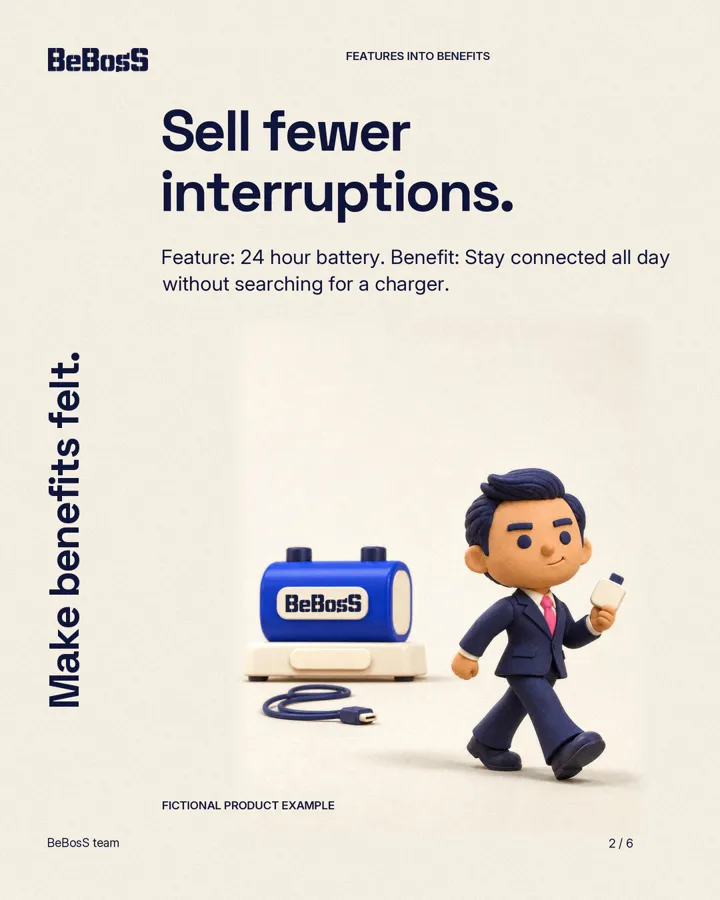 BeBosS
FEATURES INTO BENEFITS
Sell fewer
interruptions.
Feature: 24 hour battery. Benefit: Stay connected all day
without searching for a charger.
Make benefits felt.
BeBosS
FICTIONAL PRODUCT EXAMPLE
BeBosS team
2 / 6